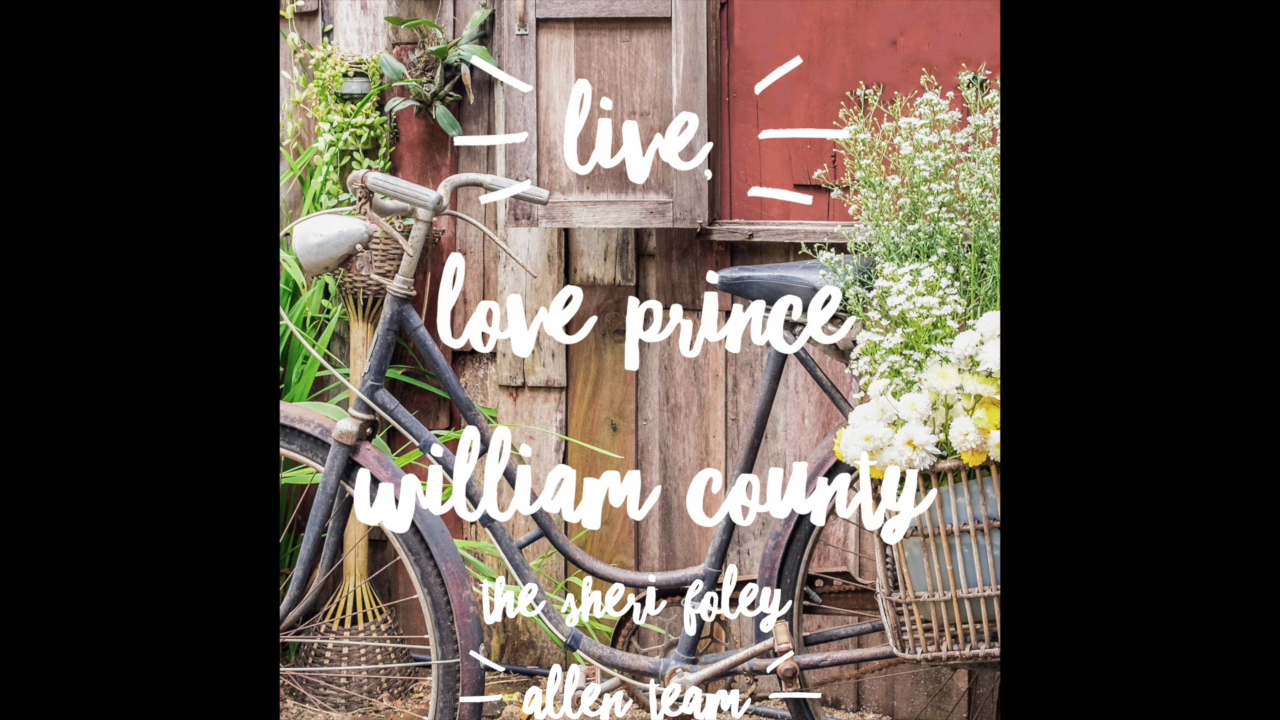 live,
love prince
william county
the sheri foley
allen team